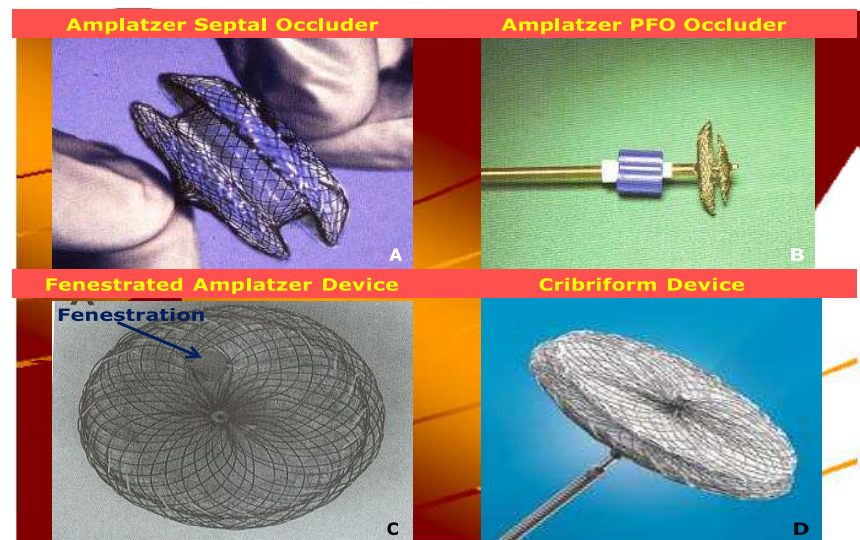 Amplatzer Septal Occluder
Amplatzer PFO Occluder
A
B
Fenestrated Amplatzer Device
Cribriform Device
Fenestration
C
D